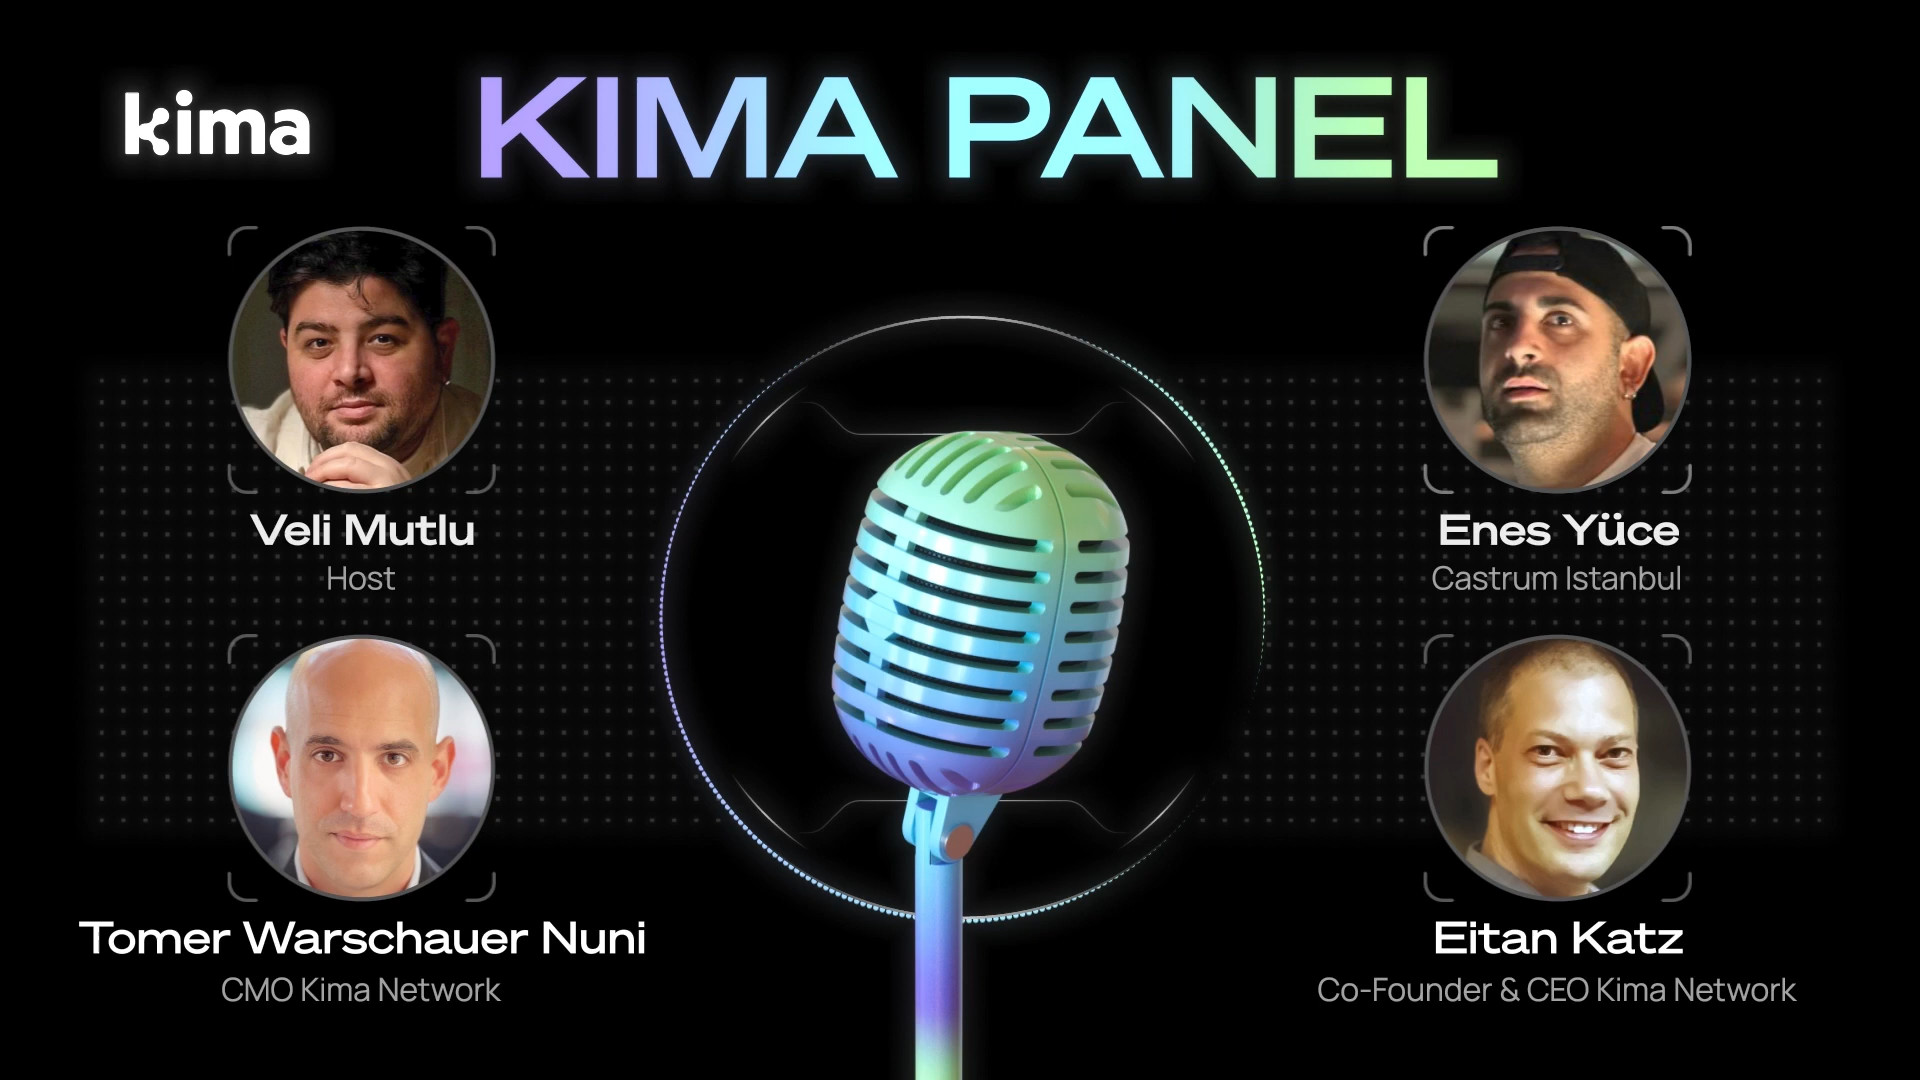 kima
KIMA PANEL
Veli Mutlu
Host
Enes Yüce
Castrum Istanbul
Tomer Warschauer Nuni
CMO Kima Network
Eitan Katz
Co-Founder & CEO Kima Network